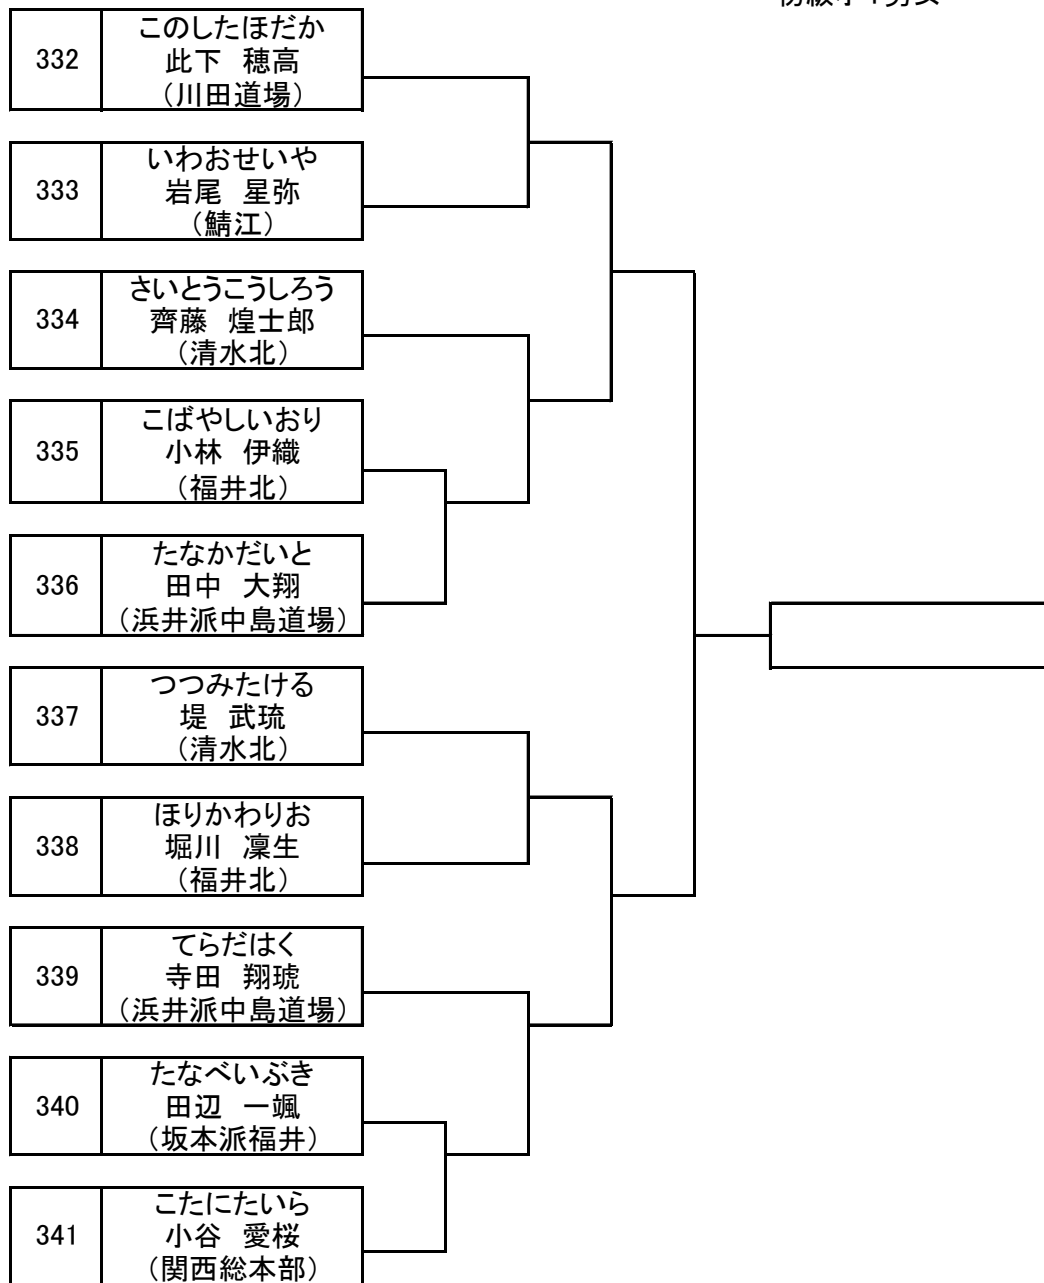 332
このしたほだか
此下 穂高
(川田道場)
333
いわおせいや
岩尾 星弥
(鯖江)
334
さいとうこうしろう
齊藤 煌士郎
(清水北)
335
こばやしいおり
小林 伊織
(福井北)
336
たなかだいと
田中 大翔
(浜井派中島道場)
337
つつみたける
堤 武琉
(清水北)
338
ほりかわりお
堀川 凜生
(福井北)
339
てらだはく
寺田 翔琥
(浜井派中島道場)
340
たなべいぶき
田辺 一颯
(坂本派福井)
341
こたにたいら
小谷 愛桜
(関西総本部)